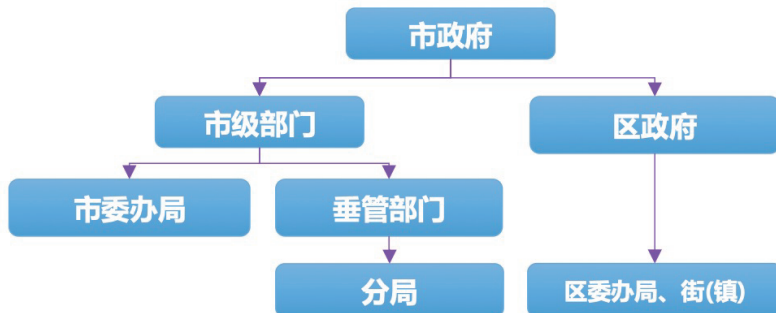 市政府
市级部门
区政府
市委办局
垂管部门
分局
区委办局、街(镇)